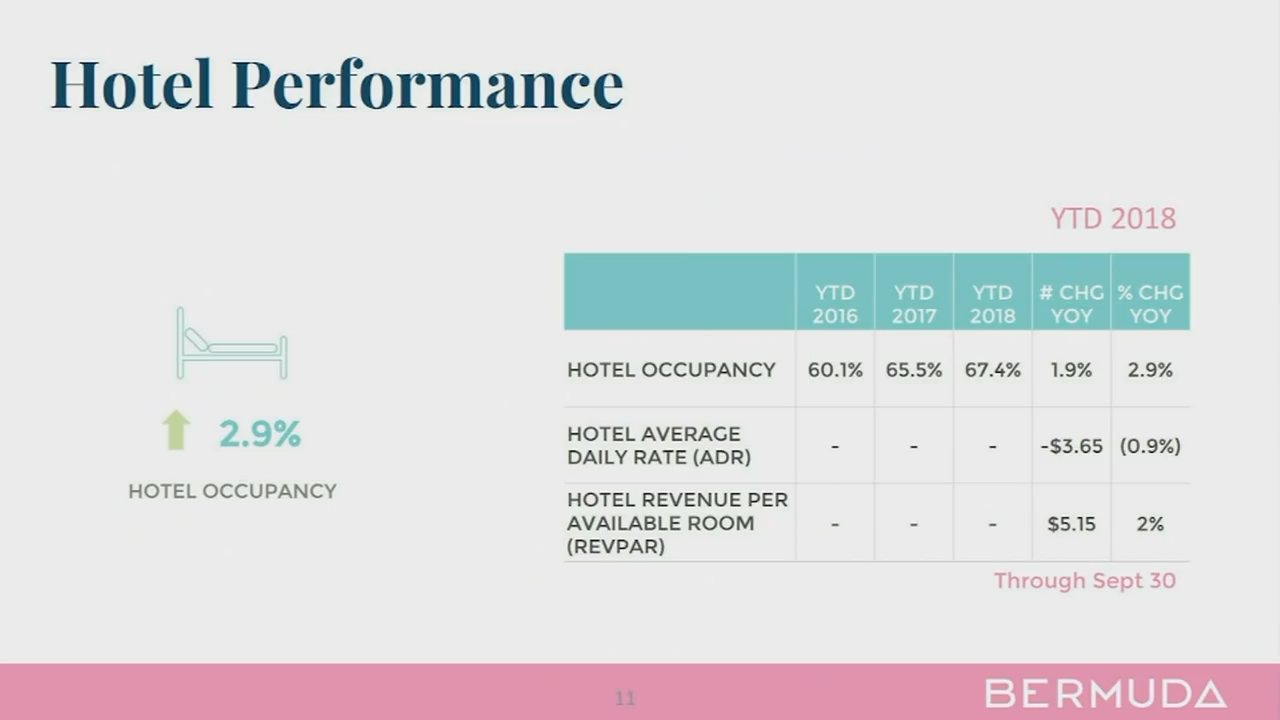 Hotel Performance
YTD 2018
YTD 2016 YTD 2017 YTD 2018 # CHG YOY % CHG YOY
HOTEL OCCUPANCY 60.1% 65.5% 67.4% 1.9% 2.9%
HOTEL AVERAGE
DAILY RATE (ADR) - - - -$3.65 (0.9%)
HOTEL REVENUE PER
AVAILABLE ROOM
(REVPAR) - - - $5.15 2%
Through Sept 30
2.9%
HOTEL OCCUPANCY
11
BERMUDA